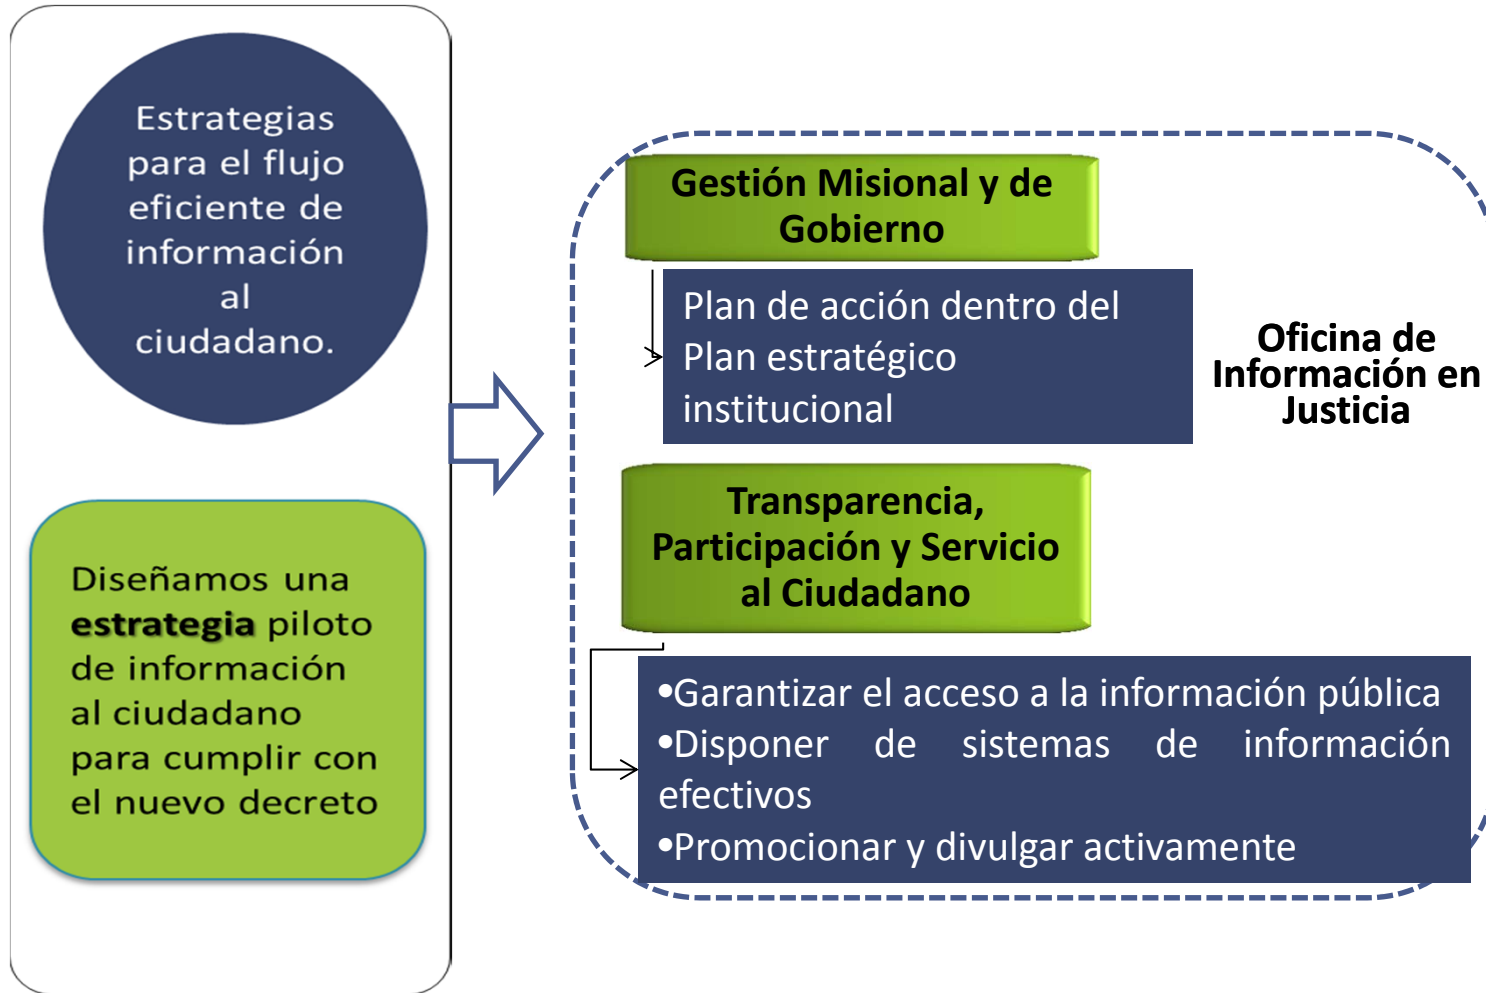 Estrategias
para el flujo
eficiente de
información
al
ciudadano.
Diseñamos una
estrategia piloto
de información
al ciudadano
para cumplir con
el nuevo decreto
Gestión Misional y de
Gobierno
Plan de acción dentro del
Plan estratégico
institucional
Oficina de
Información en
Justicia
Transparencia,
Participación y Servicio
al Ciudadano
•Garantizar el acceso a la información pública
•Disponer de sistemas de información
efectivos
•Promocionar y divulgar activamente